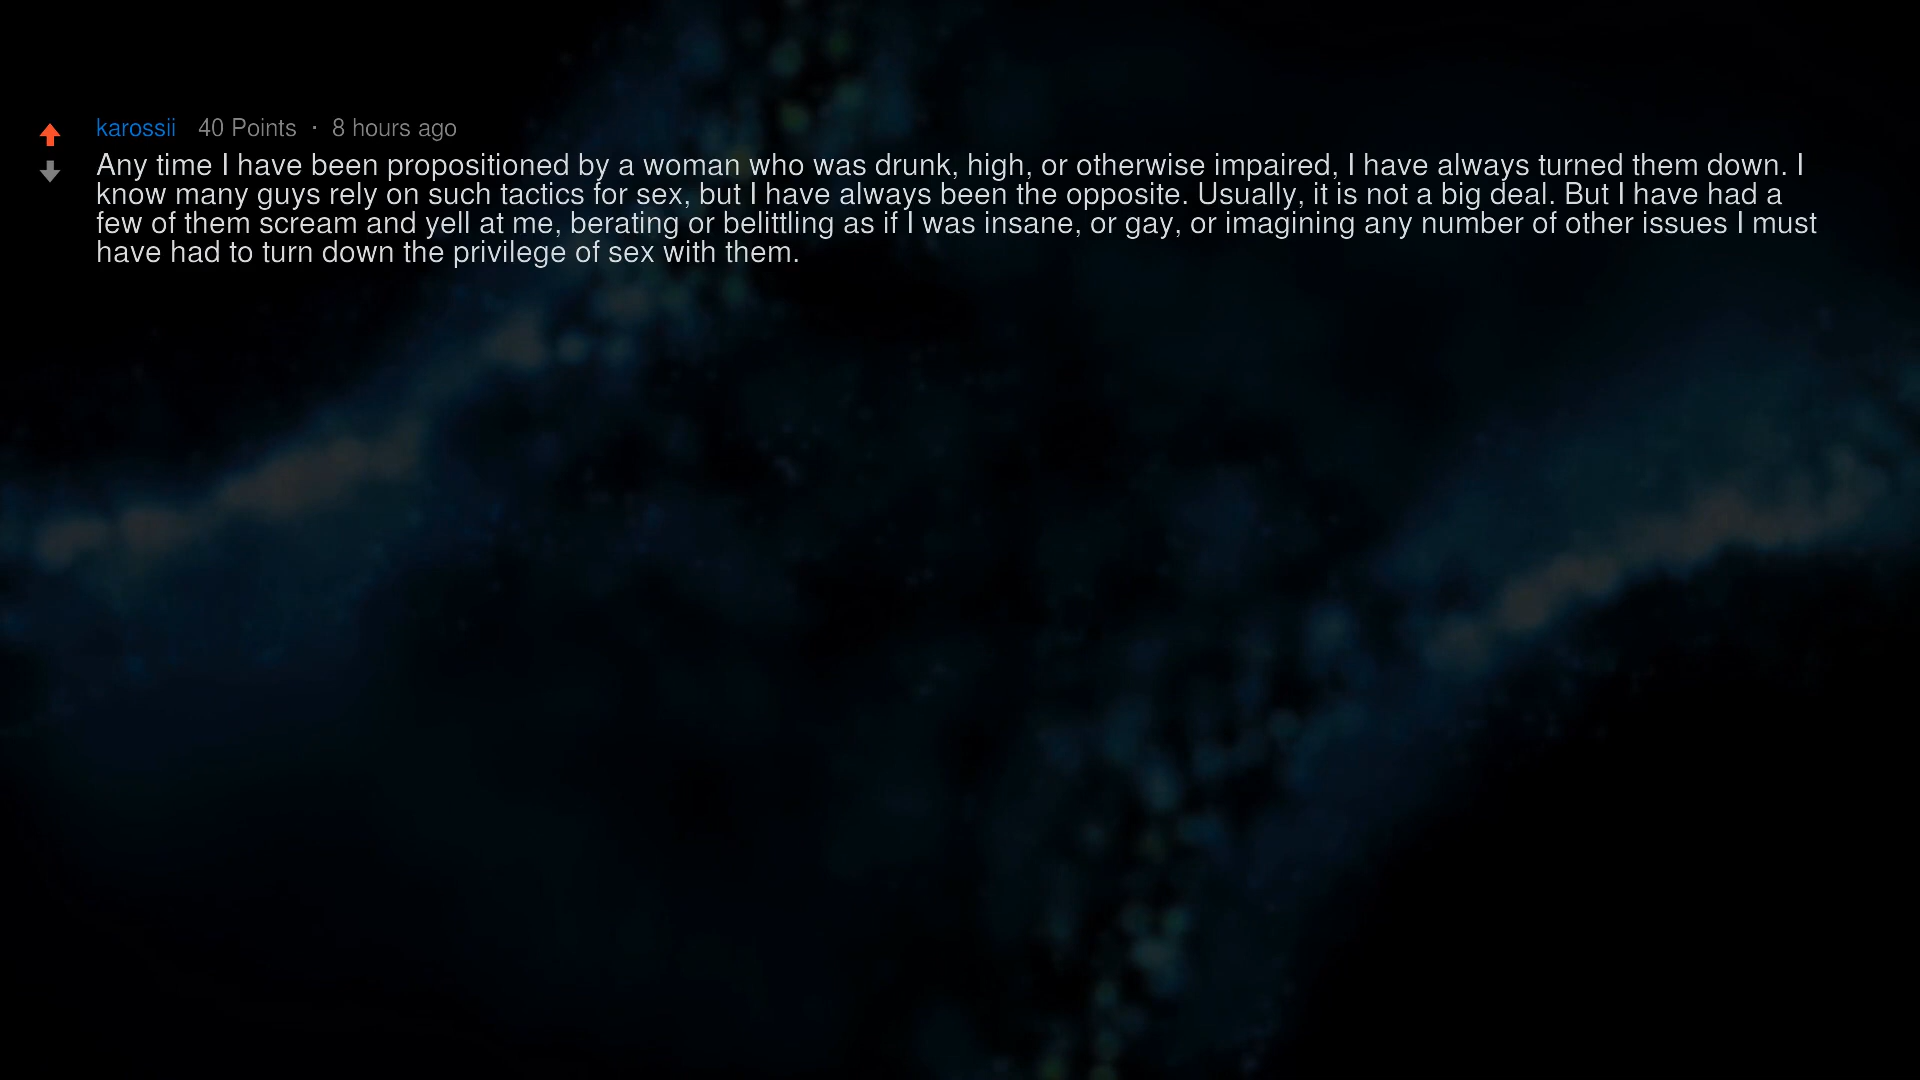 karossii 40 Points · 8 hours ago
Any time I have been propositioned by a woman who was drunk, high, or otherwise impaired, I have always turned them down. I
know many guys rely on such tactics for sex, but I have always been the opposite. Usually, it is not a big deal. But I have had a
few of them scream and yell at me, berating or belittling as if I was insane, or gay, or imagining any number of other issues I must
have had to turn down the privilege of sex with them.